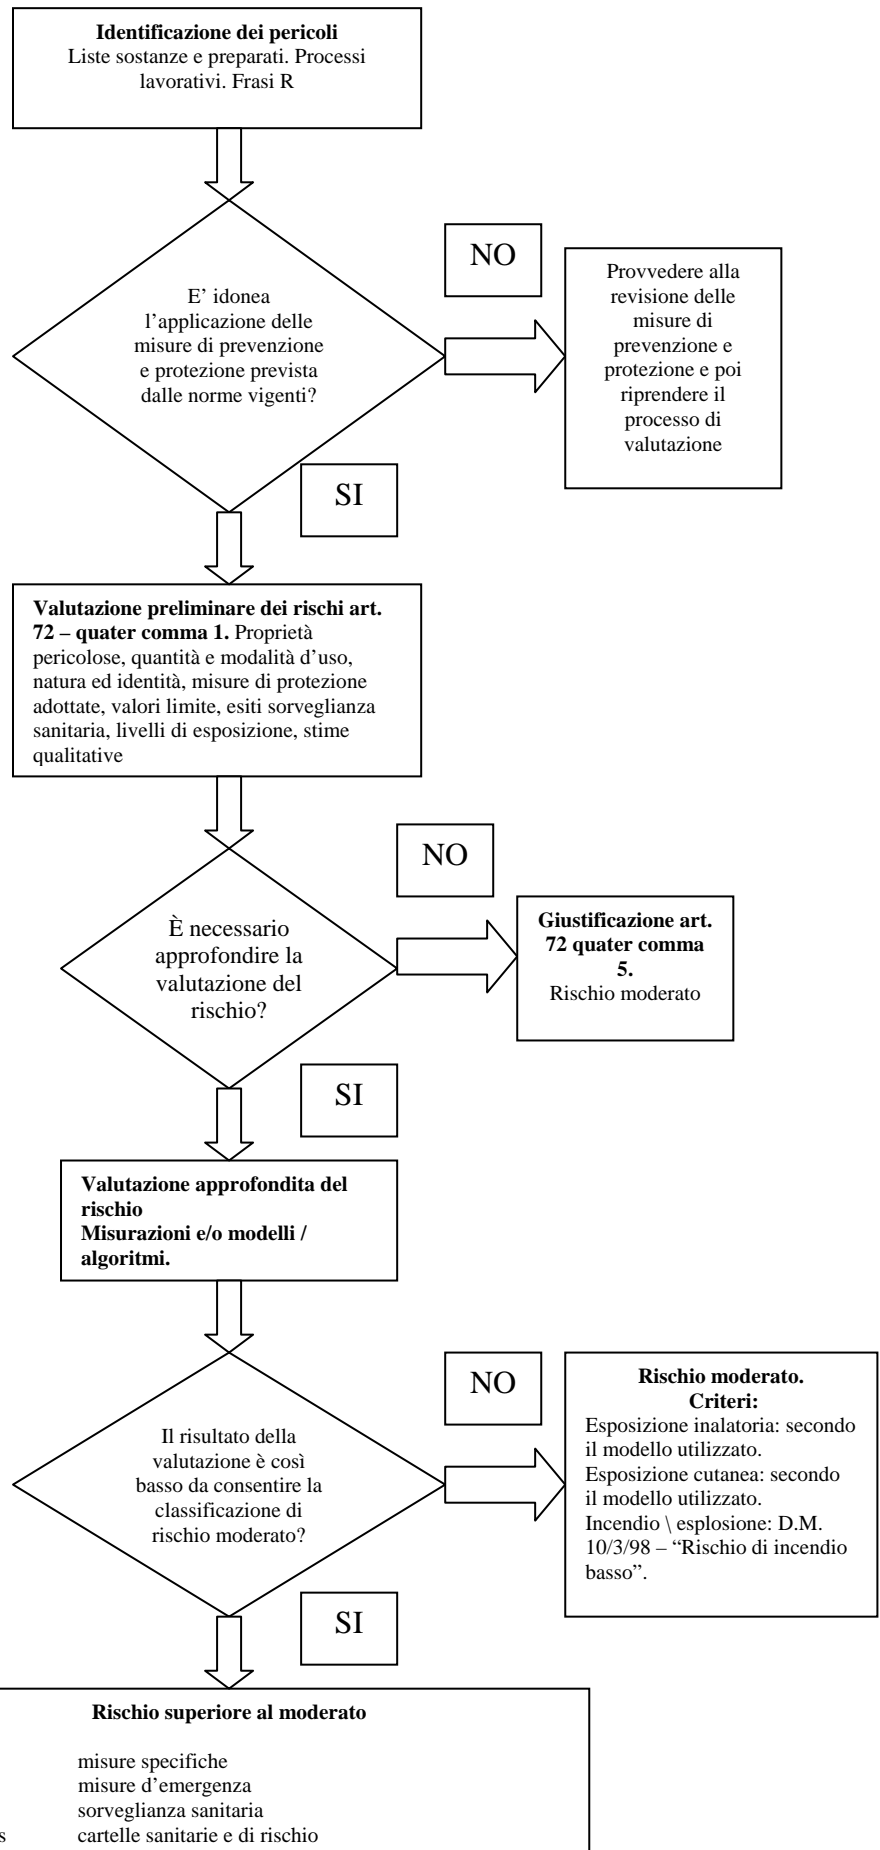 Identificazione dei pericoli
Liste sostanze e preparati. Processi
lavorativi. Frasi R
NO
E’ idonea
l’applicazione delle
misure di prevenzione
e protezione prevista
dalle norme vigenti?
Provvedere alla
revisione delle
misure di
prevenzione e
protezione e poi
riprendere il
processo di
valutazione
SI
Valutazione preliminare dei rischi art.
72 – quater comma 1. Proprietà
pericolose, quantità e modalità d’uso,
natura ed identità, misure di protezione
adottate, valori limite, esiti sorveglianza
sanitaria, livelli di esposizione, stime
qualitative
NO
È necessario
approfondire la
valutazione del
rischio?
Giustificazione art.
72 quater comma
5.
Rischio moderato
SI
Valutazione approfondita del
rischio
Misurazioni e/o modelli /
algoritmi.
NO
Il risultato della
valutazione è così
basso da consentire la
classificazione di
rischio moderato?
Rischio moderato.
Criteri:
Esposizione inalatoria: secondo
il modello utilizzato.
Esposizione cutanea: secondo
il modello utilizzato.
Incendio \ esplosione: D.M.
10/3/98 – “Rischio di incendio
basso”.
SI
Rischio superiore al moderato
misure specifiche
misure d’emergenza
sorveglianza sanitaria
s cartelle sanitarie e di rischio